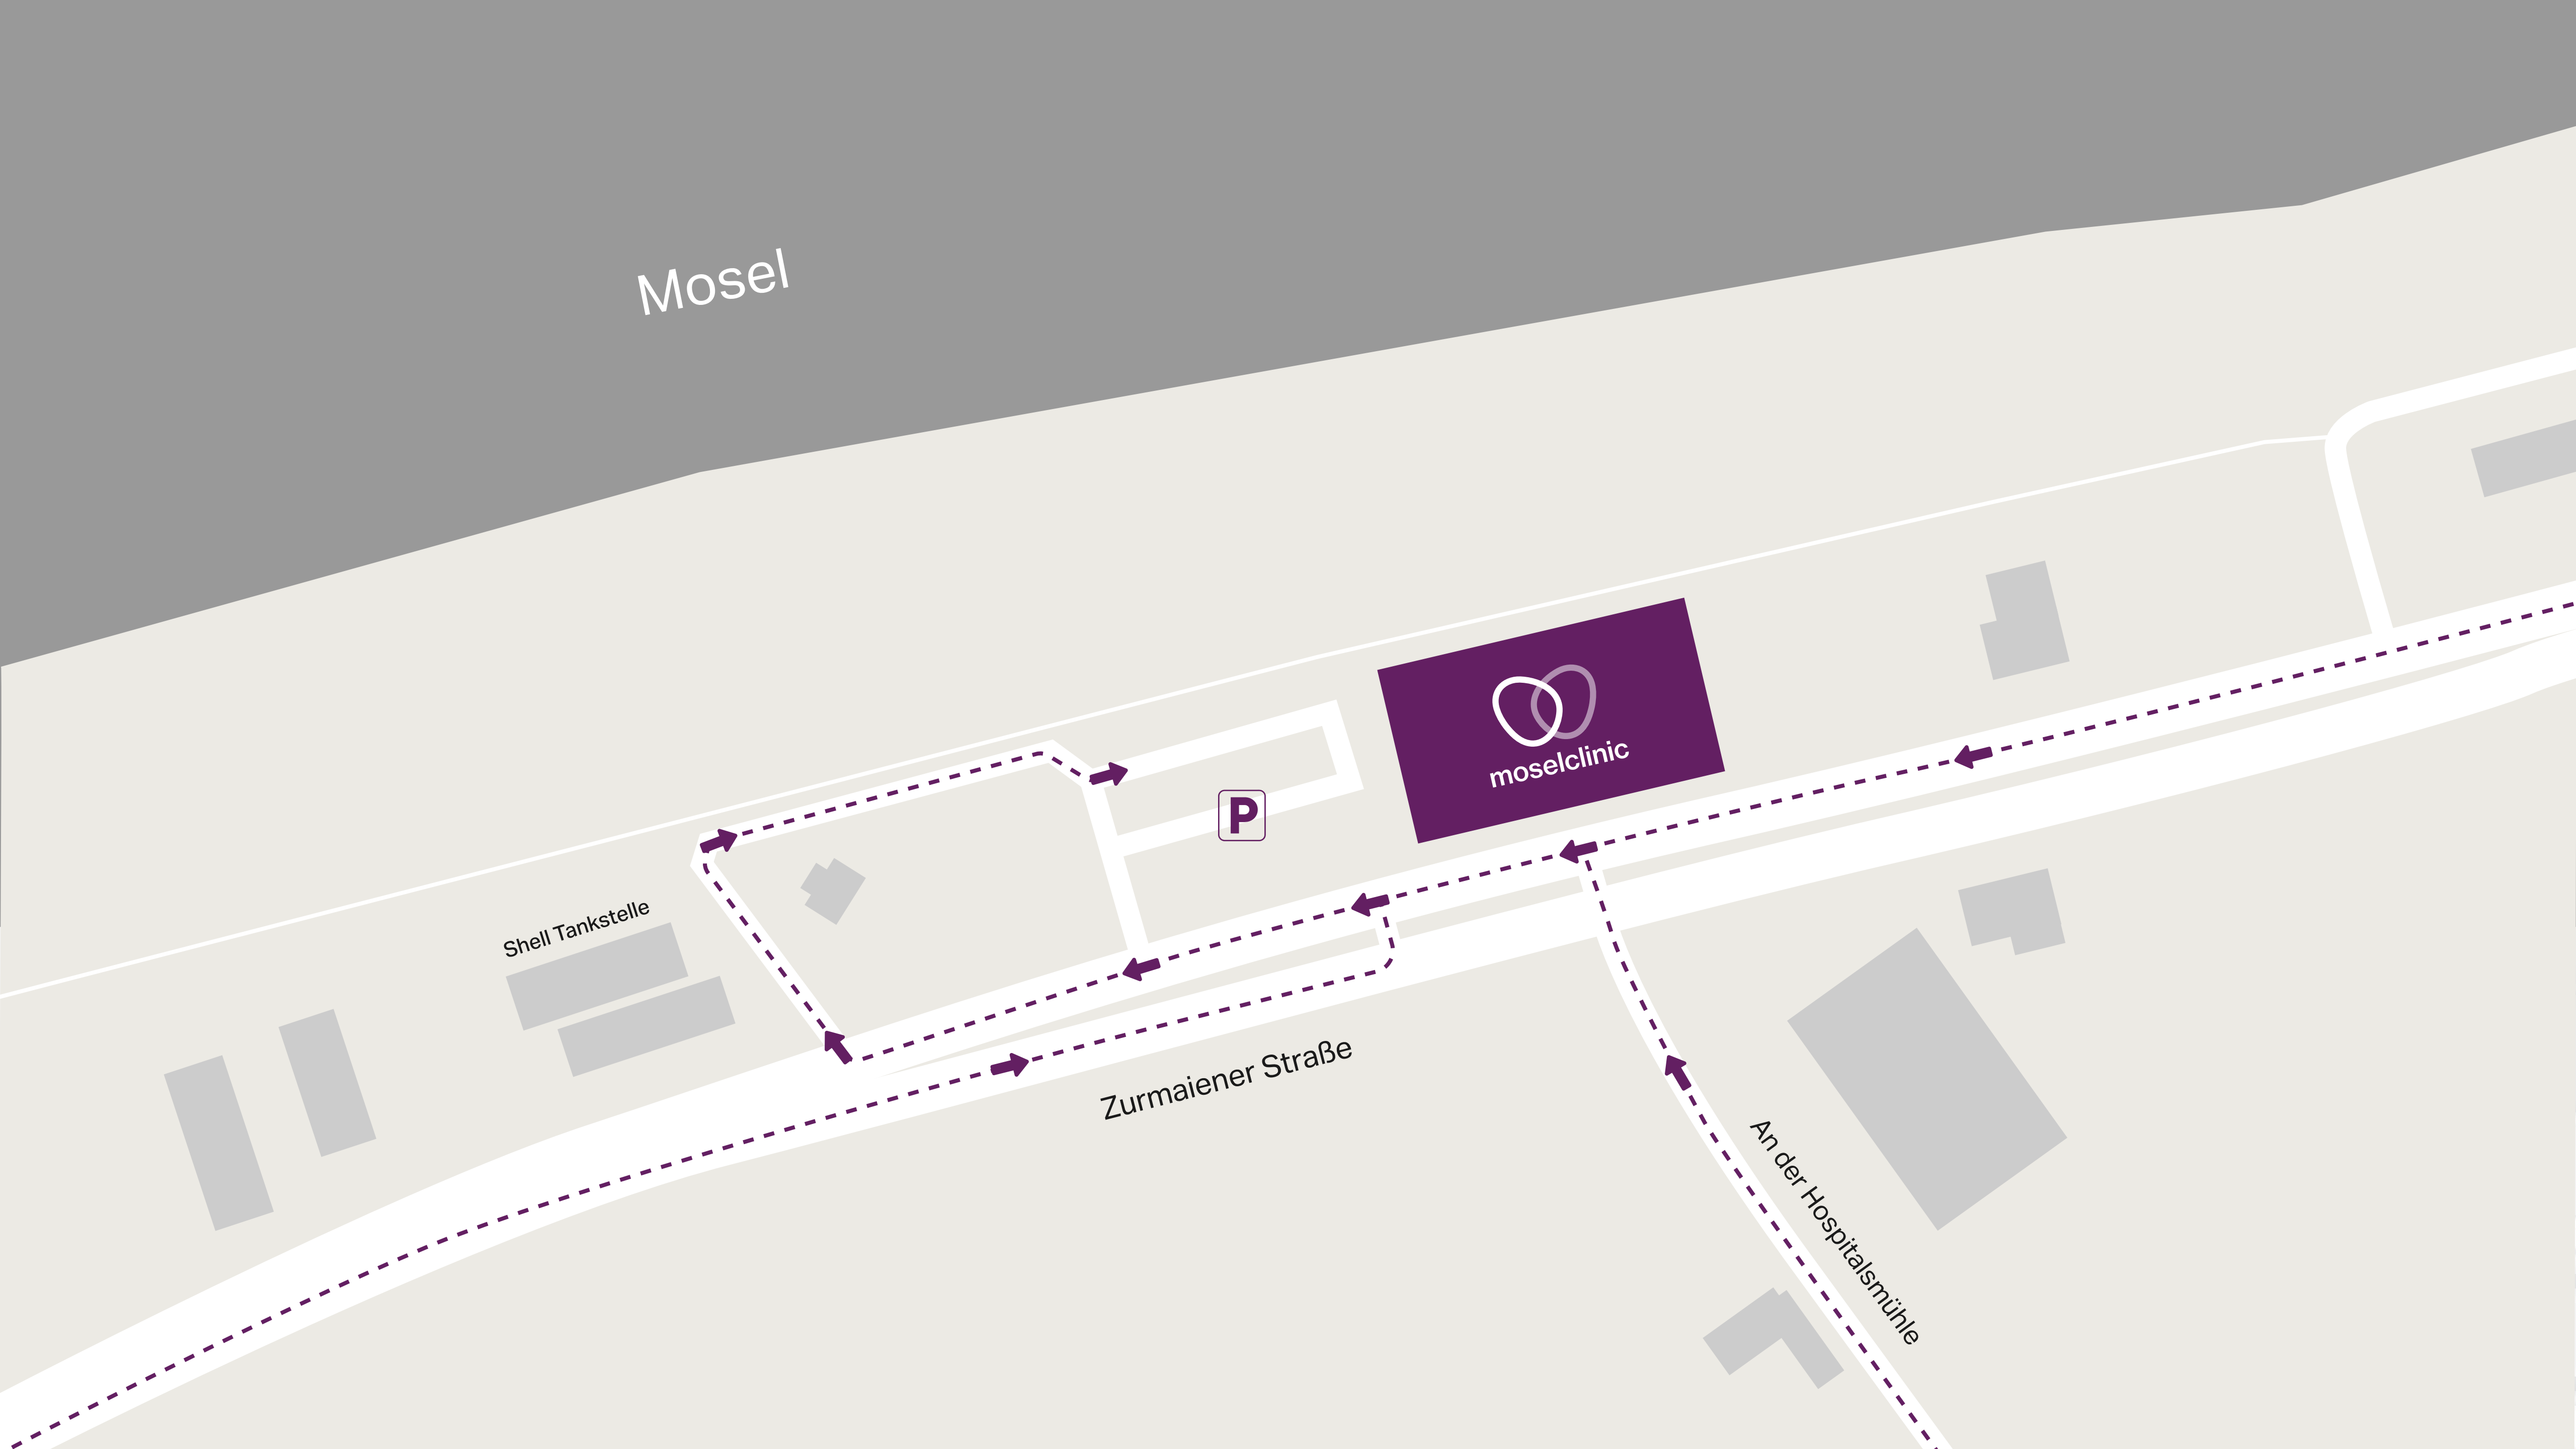 Mosel
moselclinic
P
Shell Tankstelle
Zurmaiener Straße
An der Hospitalsmühle